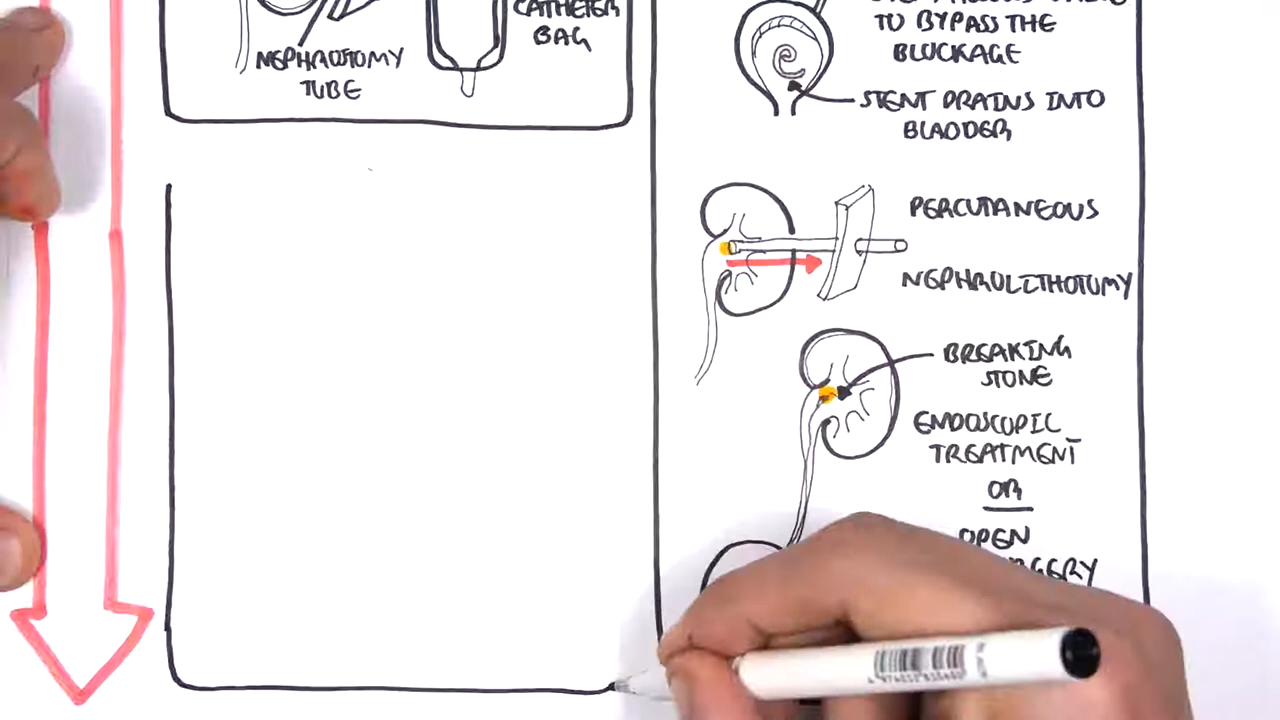 CATHETER
BAG
NEPHROSTOMY
TUBE
TO BYPASS THE
BLOCKAGE
STENT DRAINS INTO
BLADDER
PERCUTANEOUS
NEPHROLITHOTOMY
BREAKING
STONE
ENDOSCOPIC
TREATMENT
OR
OPEN